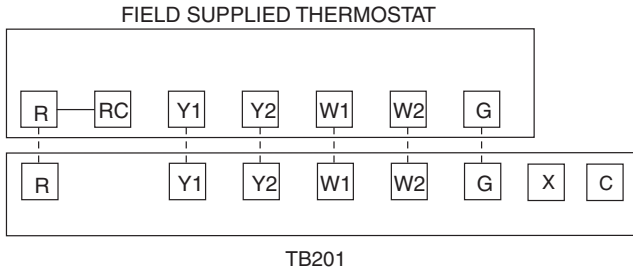 FIELD SUPPLIED THERMOSTAT
R RC Y1 Y2 W1 W2 G
R Y1 Y2 W1 W2 G X C
TB201